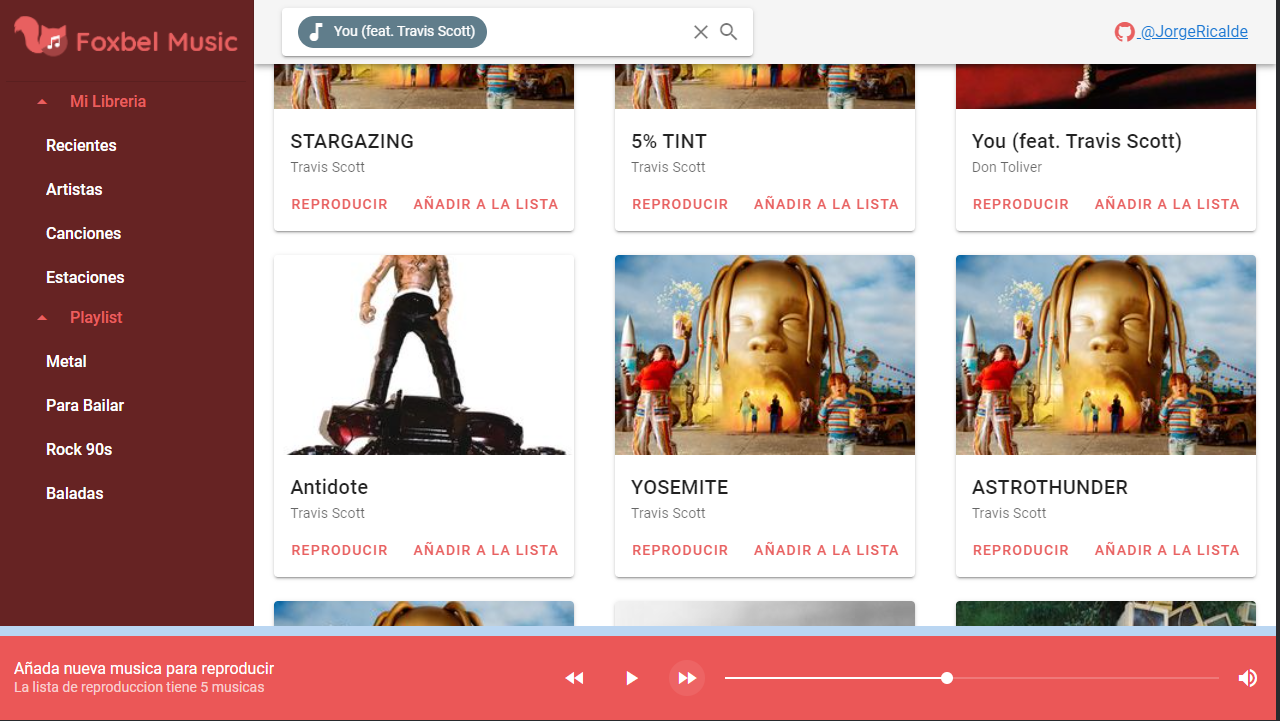 Foxbel Music
You (feat. Travis Scott)
@JorgeRicalde
Mi Libreria
Recientes
Artistas
Canciones
Estaciones
Playlist
Metal
Para Bailar
Rock 90s
Baladas
STARGAZING
Travis Scott
REPRODUCIR AÑADIR A LA LISTA
5% TINT
Travis Scott
REPRODUCIR AÑADIR A LA LISTA
You (feat. Travis Scott)
Don Toliver
REPRODUCIR AÑADIR A LA LISTA
Antidote
Travis Scott
REPRODUCIR AÑADIR A LA LISTA
YOSEMITE
Travis Scott
REPRODUCIR AÑADIR A LA LISTA
ASTROTHUNDER
Travis Scott
REPRODUCIR AÑADIR A LA LISTA
Añada nueva musica para reproducir
La lista de reproduccion tiene 5 musicas